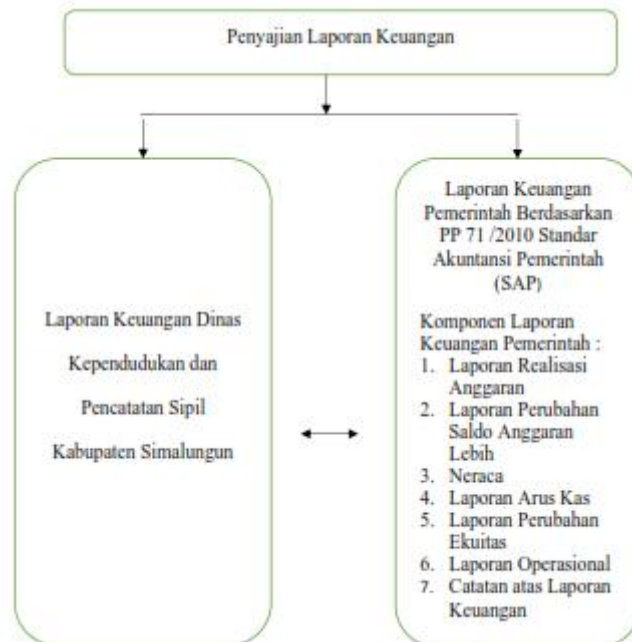 Penyajian Laporan Keuangan
Laporan Keuangan Dinas
Kependudukan dan
Pencatatan Sipil
Kabupaten Simalungun
Laporan Keuangan
Pemerintah Berdasarkan
PP 71 /2010 Standar
Akuntansi Pemerintah
(SAP)
Komponen Laporan
Keuangan Pemerintah :
1. Laporan Realisasi
Anggaran
2. Laporan Perubahan
Saldo Anggaran
Lebih
3. Neraca
4. Laporan Arus Kas
5. Laporan Perubahan
Ekuitas
6. Laporan Operasional
7. Catatan atas Laporan
Keuangan